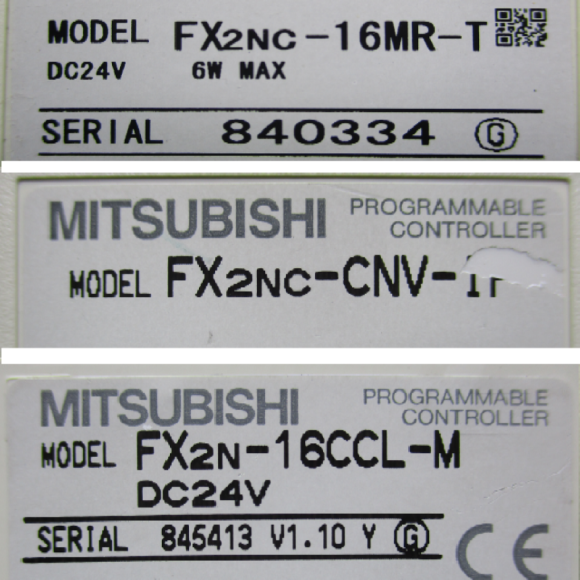 MODEL FX2NC-16MR-T
DC24V 6W MAX
SERIAL 840334 G
MITSUBISHI PROGRAMMABLE
CONTROLLER
MODEL FX2NC-CNV-
MITSUBISHI PROGRAMMABLE
CONTROLLER
MODEL FX2N-16CCL-M
DC24V
SERIAL 845413 V1.10 Y G
CE